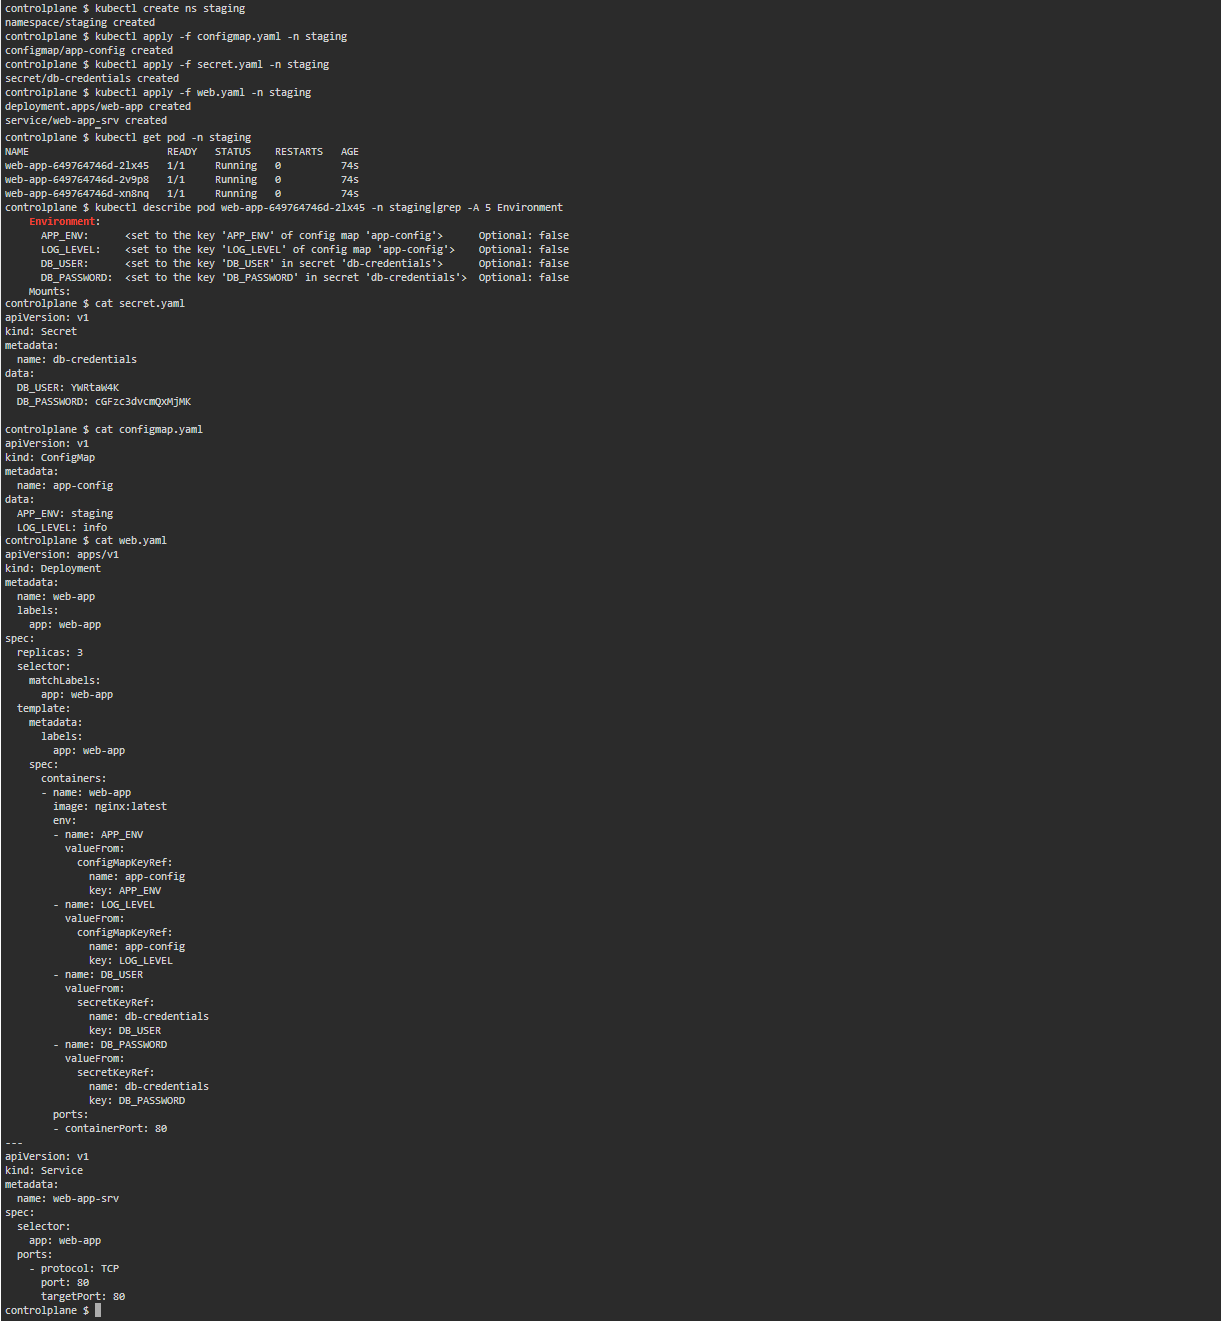 controlplane $ kubectl create ns staging
namespace/staging created
controlplane $ kubectl apply -f configmap.yaml -n staging
configmap/app-config created
controlplane $ kubectl apply -f secret.yaml -n staging
secret/db-credentials created
controlplane $ kubectl apply -f web.yaml -n staging
deployment.apps/web-app created
service/web-app-srv created
controlplane $ kubectl get pod -n staging
NAME                       READY   STATUS    RESTARTS   AGE
web-app-649764746d-2lx45   1/1     Running   0          74s
web-app-649764746d-2v9p8   1/1     Running   0          74s
web-app-649764746d-xn8nq   1/1     Running   0          74s
controlplane $ kubectl describe pod web-app-649764746d-2lx45 -n staging|grep -A 5 Environment
    Environment:
      APP_ENV:      <set to the key 'APP_ENV' of config map 'app-config'>      Optional: false
      LOG_LEVEL:    <set to the key 'LOG_LEVEL' of config map 'app-config'>    Optional: false
      DB_USER:      <set to the key 'DB_USER' in secret 'db-credentials'>      Optional: false
      DB_PASSWORD:  <set to the key 'DB_PASSWORD' in secret 'db-credentials'>  Optional: false
    Mounts:
controlplane $ cat secret.yaml
apiVersion: v1
kind: Secret
metadata:
  name: db-credentials
data:
  DB_USER: YWRtaW4K
  DB_PASSWORD: cGFzc3dvcmQxMjMK

controlplane $ cat configmap.yaml
apiVersion: v1
kind: ConfigMap
metadata:
  name: app-config
data:
  APP_ENV: staging
  LOG_LEVEL: info
controlplane $ cat web.yaml
apiVersion: apps/v1
kind: Deployment
metadata:
  name: web-app
  labels:
    app: web-app
spec:
  replicas: 3
  selector:
    matchLabels:
      app: web-app
  template:
    metadata:
      labels:
        app: web-app
    spec:
      containers:
      - name: web-app
        image: nginx:latest
        env:
        - name: APP_ENV
          valueFrom:
            configMapKeyRef:
              name: app-config
              key: APP_ENV
        - name: LOG_LEVEL
          valueFrom:
            configMapKeyRef:
              name: app-config
              key: LOG_LEVEL
        - name: DB_USER
          valueFrom:
            secretKeyRef:
              name: db-credentials
              key: DB_USER
        - name: DB_PASSWORD
          valueFrom:
            secretKeyRef:
              name: db-credentials
              key: DB_PASSWORD
        ports:
        - containerPort: 80
---
apiVersion: v1
kind: Service
metadata:
  name: web-app-srv
spec:
  selector:
    app: web-app
  ports:
    - protocol: TCP
      port: 80
      targetPort: 80
controlplane $